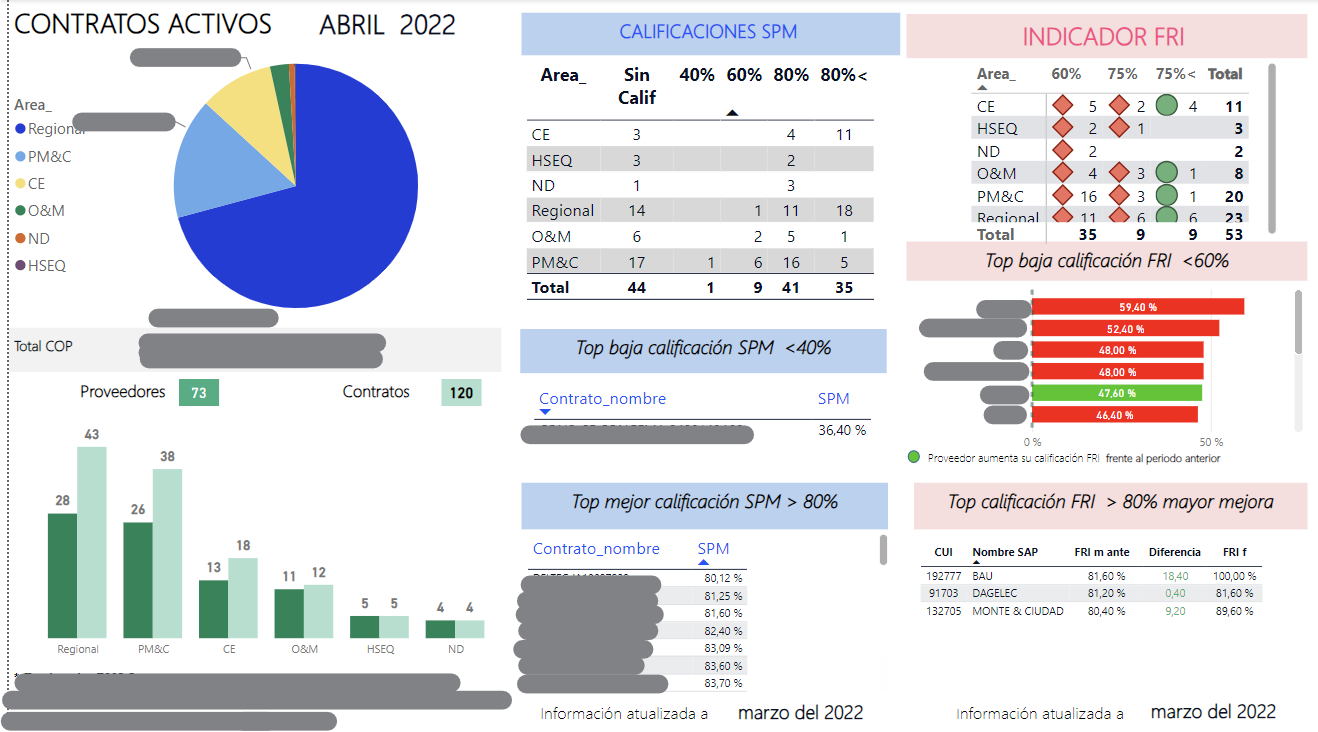 CONTRATOS ACTIVOS ABRIL 2022
Area_
Regional
PM&C
CE
O&M
ND
HSEQ
Total COP
Proveedores 73 Contratos 120
43
38
28
26
18
13
11
12
5
5
4
4
Regional PM&C CE O&M HSEQ ND
CALIFICACIONES SPM
Area_ Sin Calif 40% 60% 80% 80%<
CE 3 4 11
HSEQ 3 2
ND 1 3
Regional 14 1 11 18
O&M 6 2 5 1
PM&C 17 1 6 16 5
Total 44 1 9 41 35
Top baja calificación SPM <40%
Contrato_nombre SPM
36,40 %
Top mejor calificación SPM > 80%
Contrato_nombre SPM
80,12 %
81,25 %
81,60 %
82,40 %
83,09 %
83,60 %
83,70 %
Información atualizada a marzo del 2022
INDICADOR FRI
Area_ 60% 75% 75%< Total
CE 5 2 4 11
HSEQ 2 1 3
ND 2 2
O&M 4 3 1 8
PM&C 16 3 1 20
Regional 11 6 6 23
Total 35 9 9 53
Top baja calificación FRI <60%
59,40 %
52,40 %
48,00 %
48,00 %
47,60 %
46,40 %
0 % 50 %
Proveedor aumenta su calificación FRI frente al periodo anterior
Top calificación FRI > 80% mayor mejora
CUI Nombre SAP FRI m ante Diferencia FRI f
192777 BAU 81,60 % 18,40 100,00 %
91703 DAGELEC 81,20 % 0,40 81,60 %
132705 MONTE & CIUDAD 80,40 % 9,20 89,60 %
Información atualizada a marzo del 2022